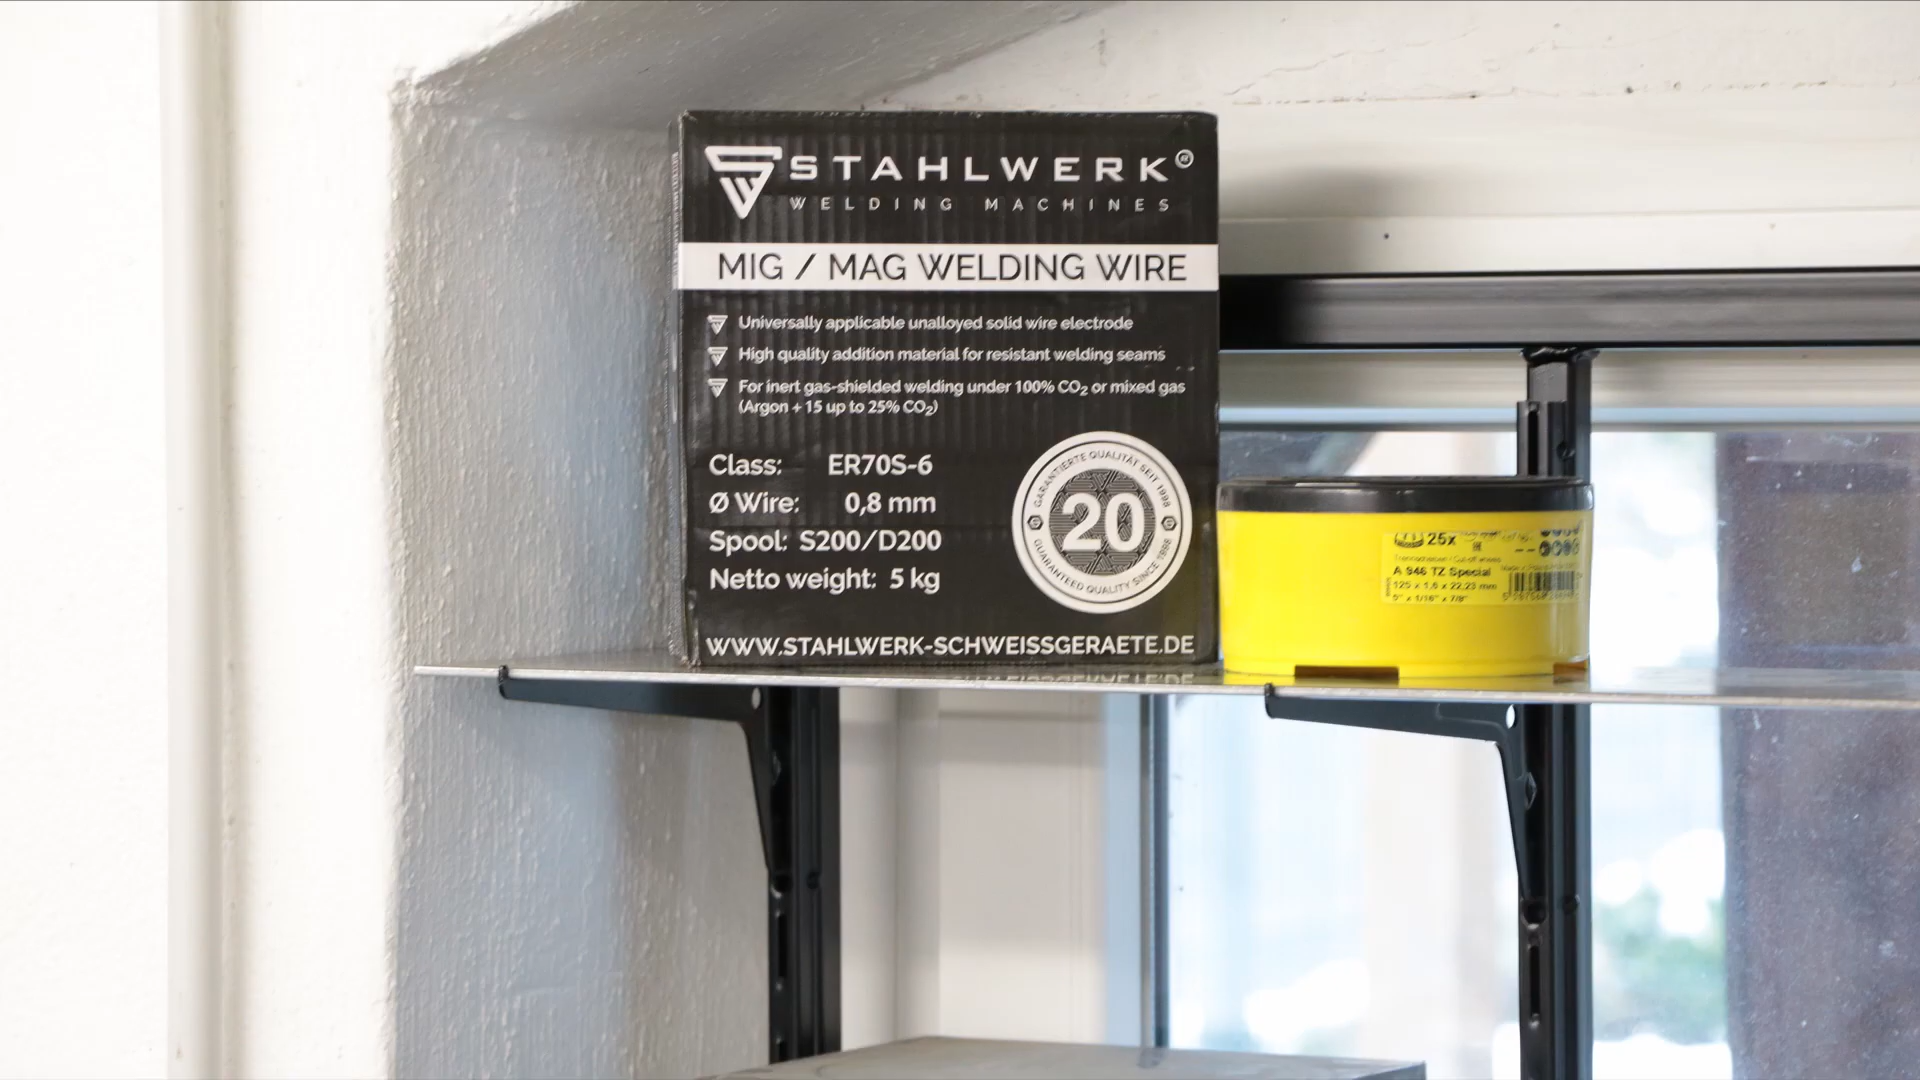 STAHLWERK®
WELDING MACHINES
MIG / MAG WELDING WIRE
Universally applicable unalloyed solid wire electrode
High quality addition material for resistant welding seams
For inert gas-shielded welding under 100% CO₂ or mixed gas
(Argon + 15 up to 25% CO₂)
Class: ER70S-6
Ø Wire: 0,8 mm
Spool: S200/D200
Netto weight: 5 kg
GARANTIERTE QUALITÄT SEIT 1998
20
GUARANTEED QUALITY SINCE 1998
WWW.STAHLWERK-SCHWEISSGERAETE.DE
25x
Trennscheiben / Cut-off wheels
A 946 TZ Special
125 x 1,6 x 22,23 mm
5" x 1/16" x 7/8"